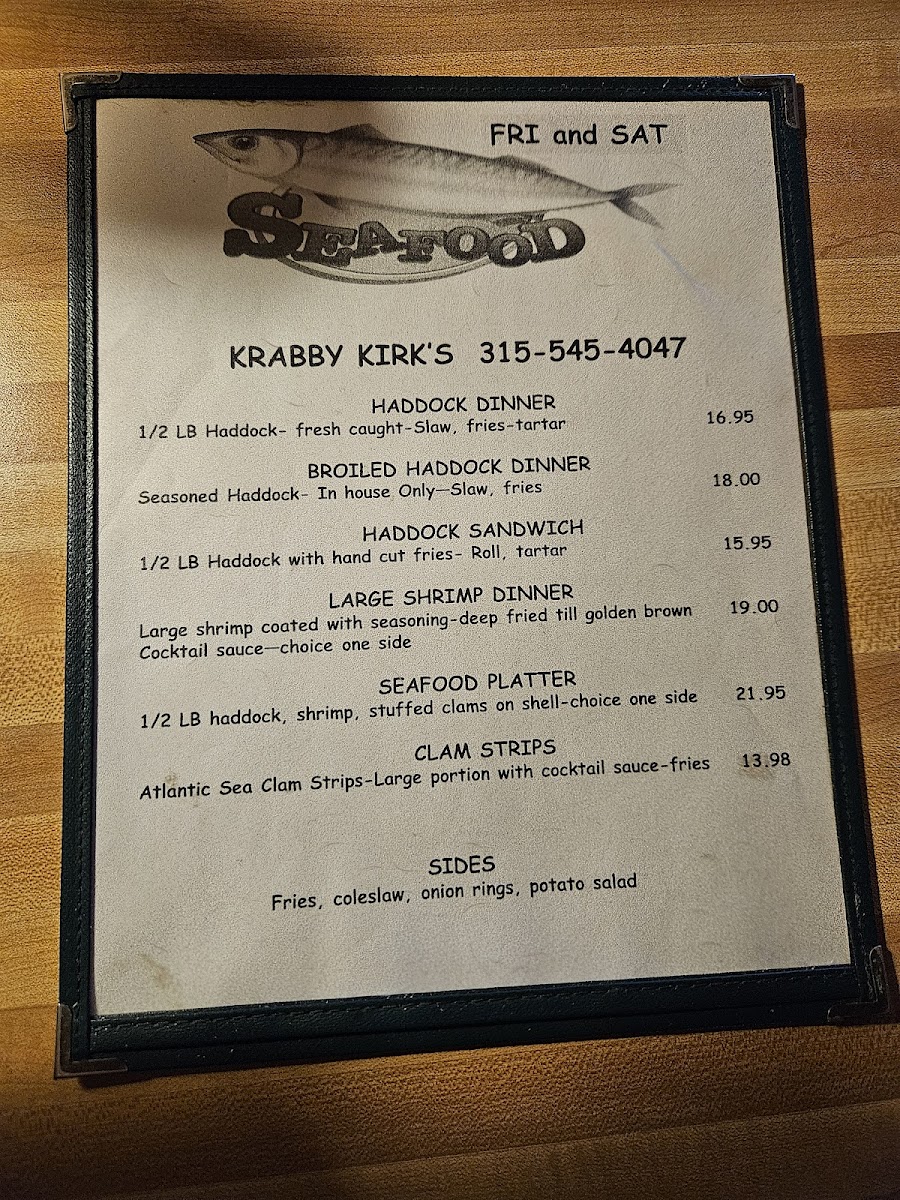 FRI and SAT
SEAFOOD
KRABBY KIRK'S 315-545-4047
HADDOCK DINNER
1/2 LB Haddock- fresh caught-Slaw, fries-tartar 16.95
BROILED HADDOCK DINNER
Seasoned Haddock- In house Only—Slaw, fries 18.00
HADDOCK SANDWICH
1/2 LB Haddock with hand cut fries- Roll, tartar 15.95
LARGE SHRIMP DINNER
Large shrimp coated with seasoning-deep fried till golden brown 19.00
Cocktail sauce—choice one side
SEAFOOD PLATTER
1/2 LB haddock, shrimp, stuffed clams on shell-choice one side 21.95
CLAM STRIPS
Atlantic Sea Clam Strips-Large portion with cocktail sauce-fries 13.98
SIDES
Fries, coleslaw, onion rings, potato salad